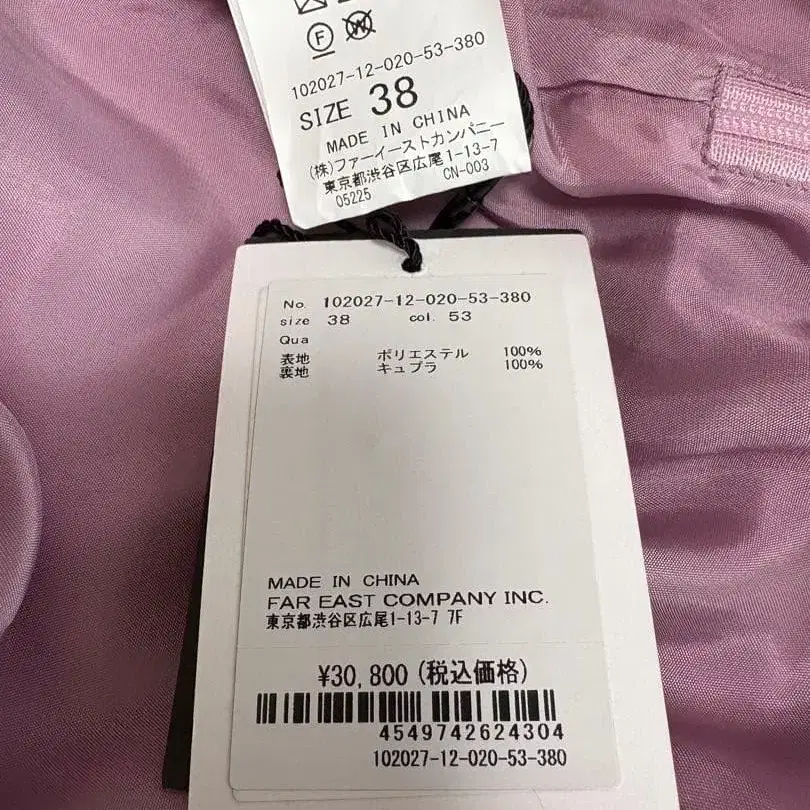 F
W
102027-12-020-53-380
SIZE 38
MADE IN CHINA
(株)ファーイーストカンパニー
東京都渋谷区広尾1-13-7
05225 CN-003
No. 102027-12-020-53-380
size 38 col. 53
Qua
表地 ポリエステル 100%
裏地 キュプラ 100%
MADE IN CHINA
FAR EAST COMPANY INC.
東京都渋谷区広尾1-13-7 7F
¥30,800(税込価格)
4549742624304
102027-12-020-53-380